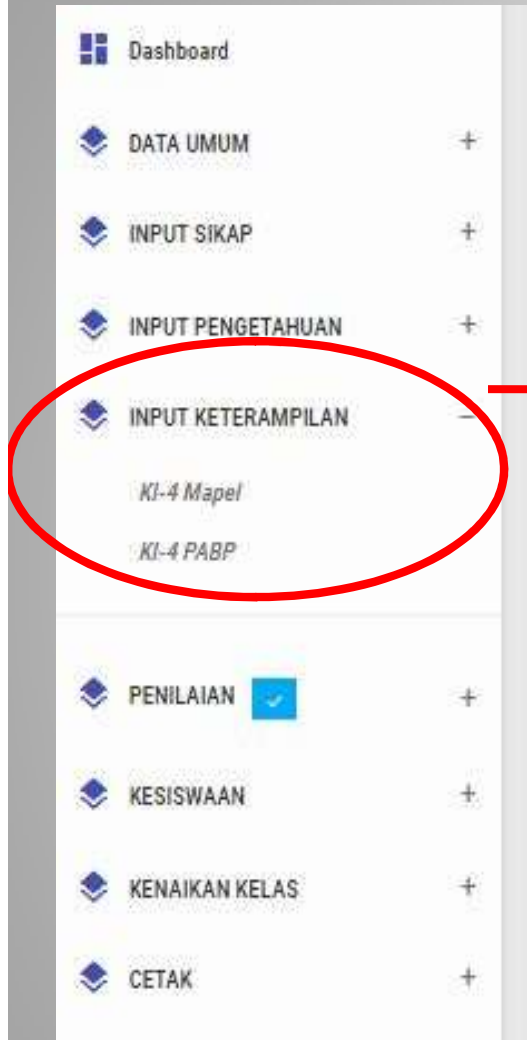 Dashboard
DATA UMUM +
INPUT SIKAP +
INPUT PENGETAHUAN +
INPUT KETERAMPILAN −
KI-4 Mapel
KI-4 PABP
PENILAIAN +
KESISWAAN +
KENAIKAN KELAS +
CETAK +